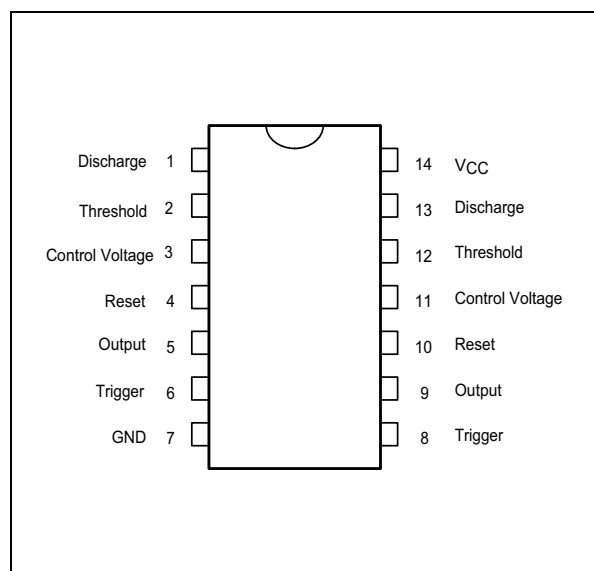 Discharge 1
Threshold 2
Control Voltage 3
Reset 4
Output 5
Trigger 6
GND 7
14 VCC
13 Discharge
12 Threshold
11 Control Voltage
10 Reset
9 Output
8 Trigger